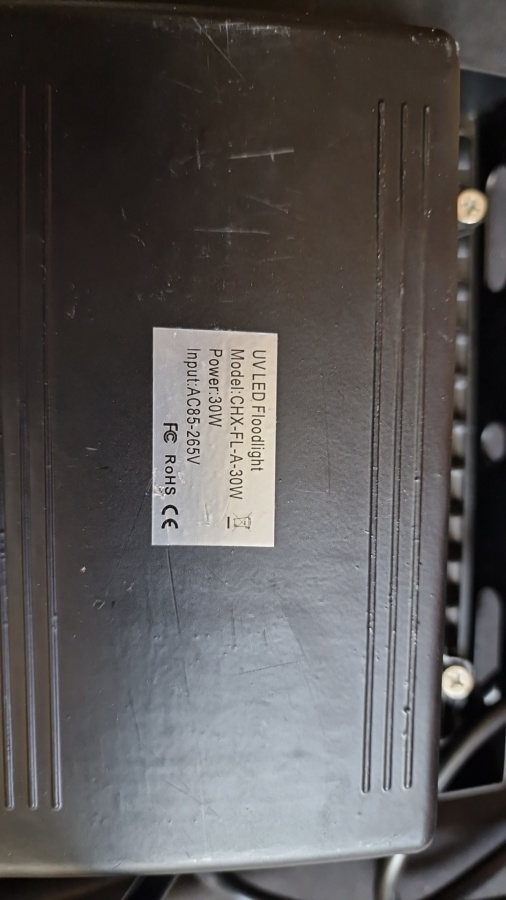 UV LED Floodlight
Model:CHX-FL-A-30W
Power:30W
Input:AC85-265V
FC RoHS CE